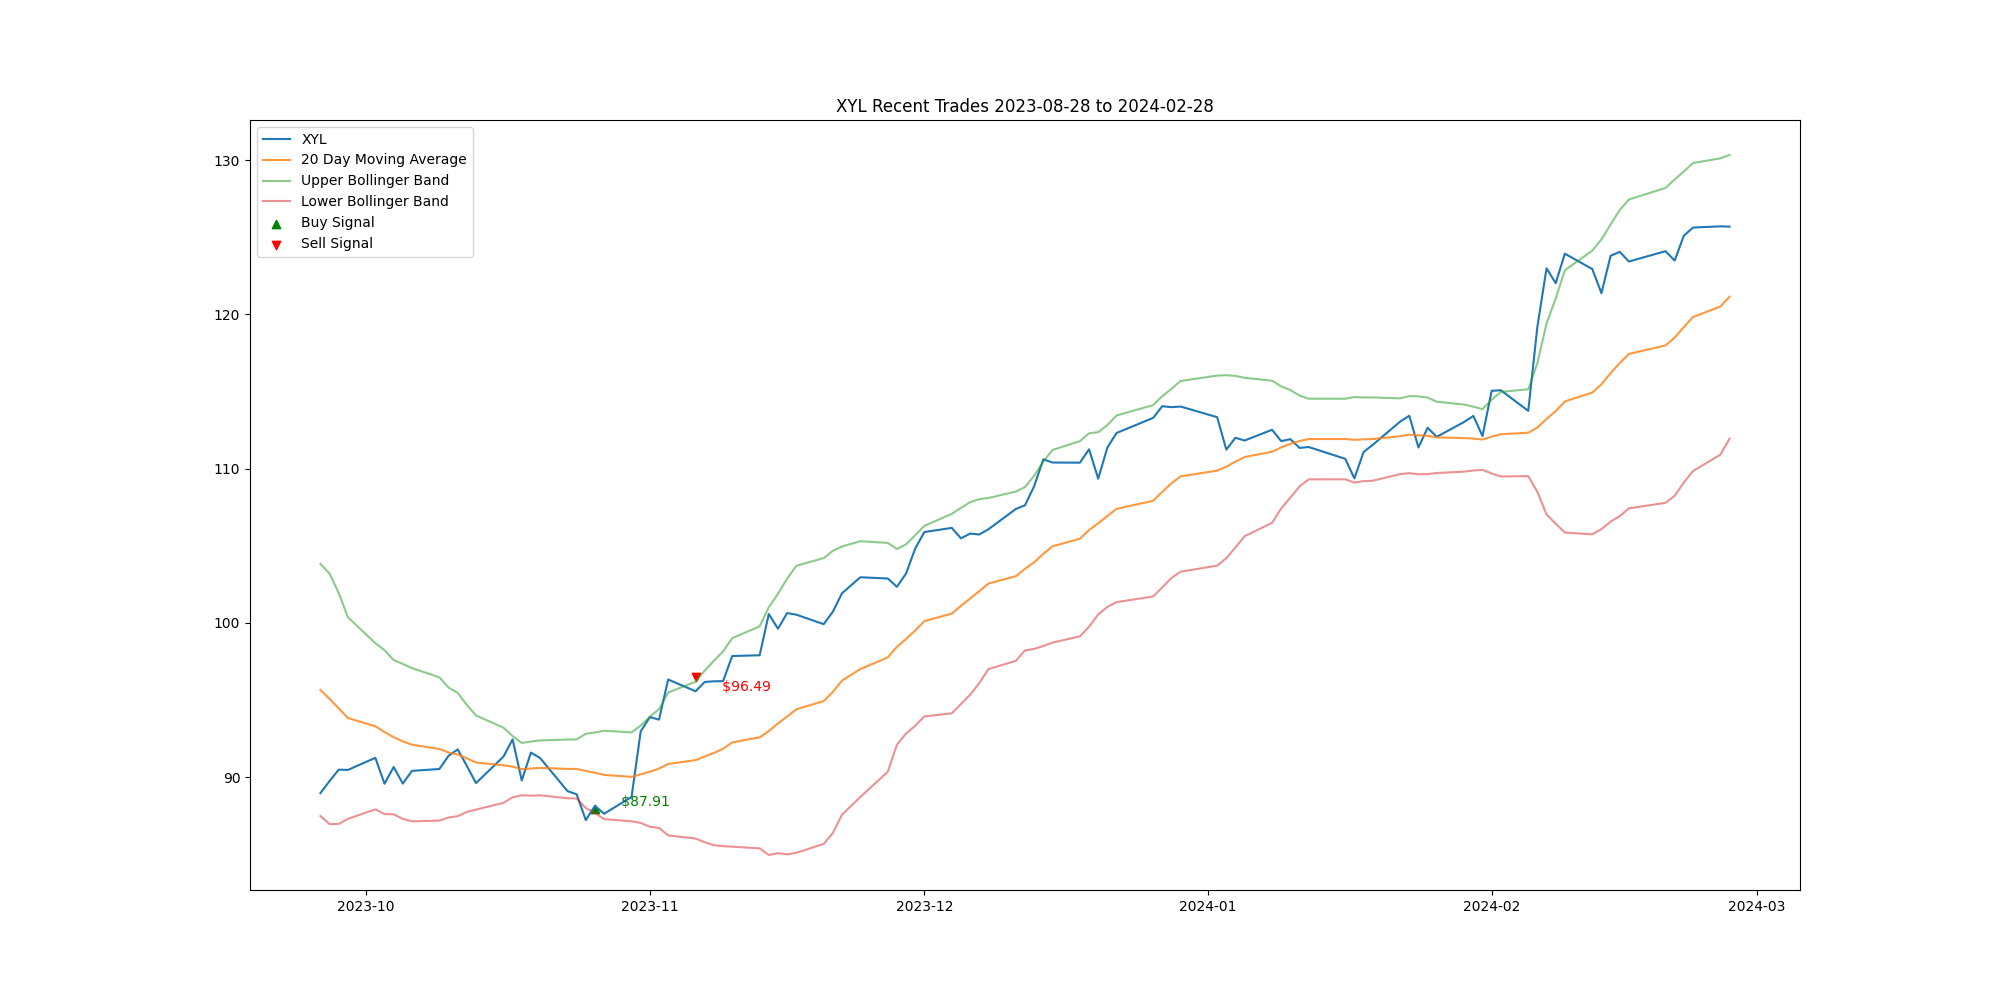 XYL Recent Trades 2023-08-28 to 2024-02-28
XYL
20 Day Moving Average
Upper Bollinger Band
Lower Bollinger Band
Buy Signal
Sell Signal
130
120
110
100
90
$96.49
$87.91
2023-10
2023-11
2023-12
2024-01
2024-02
2024-03